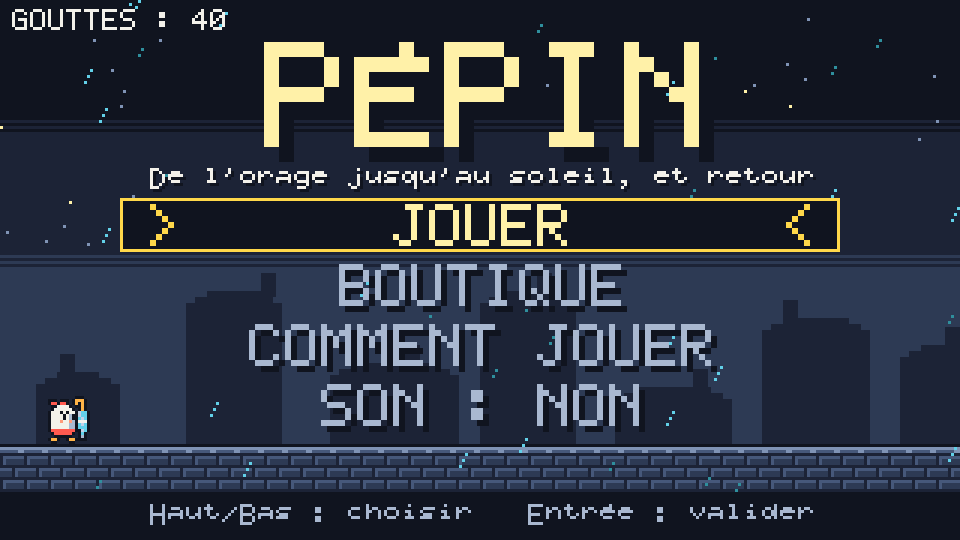 GOUTTES : 40
PÉPIN
De l'orage jusqu'au soleil, et retour
> JOUER <
BOUTIQUE
COMMENT JOUER
SON : NON
Haut/Bas : choisir Entrée : valider